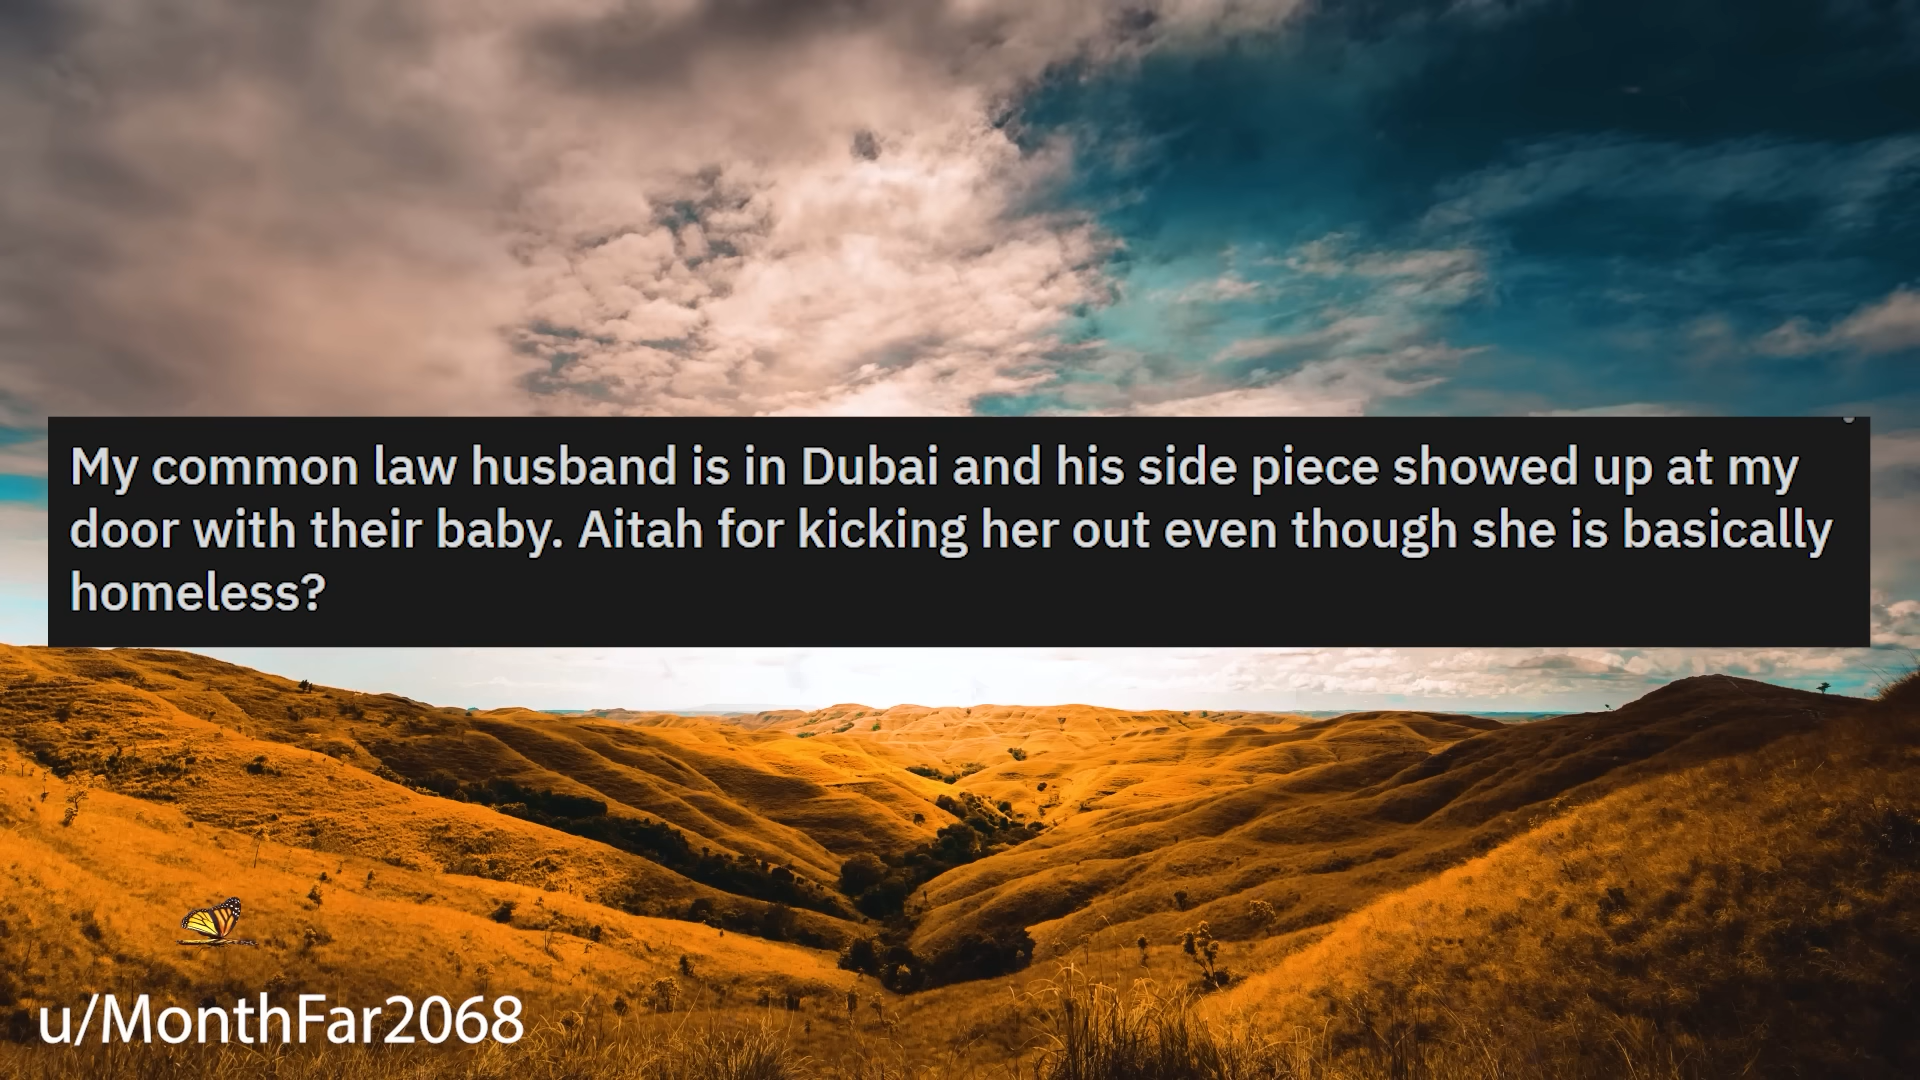 My common law husband is in Dubai and his side piece showed up at my
door with their baby. Aitah for kicking her out even though she is basically
homeless?
u/MonthFar2068